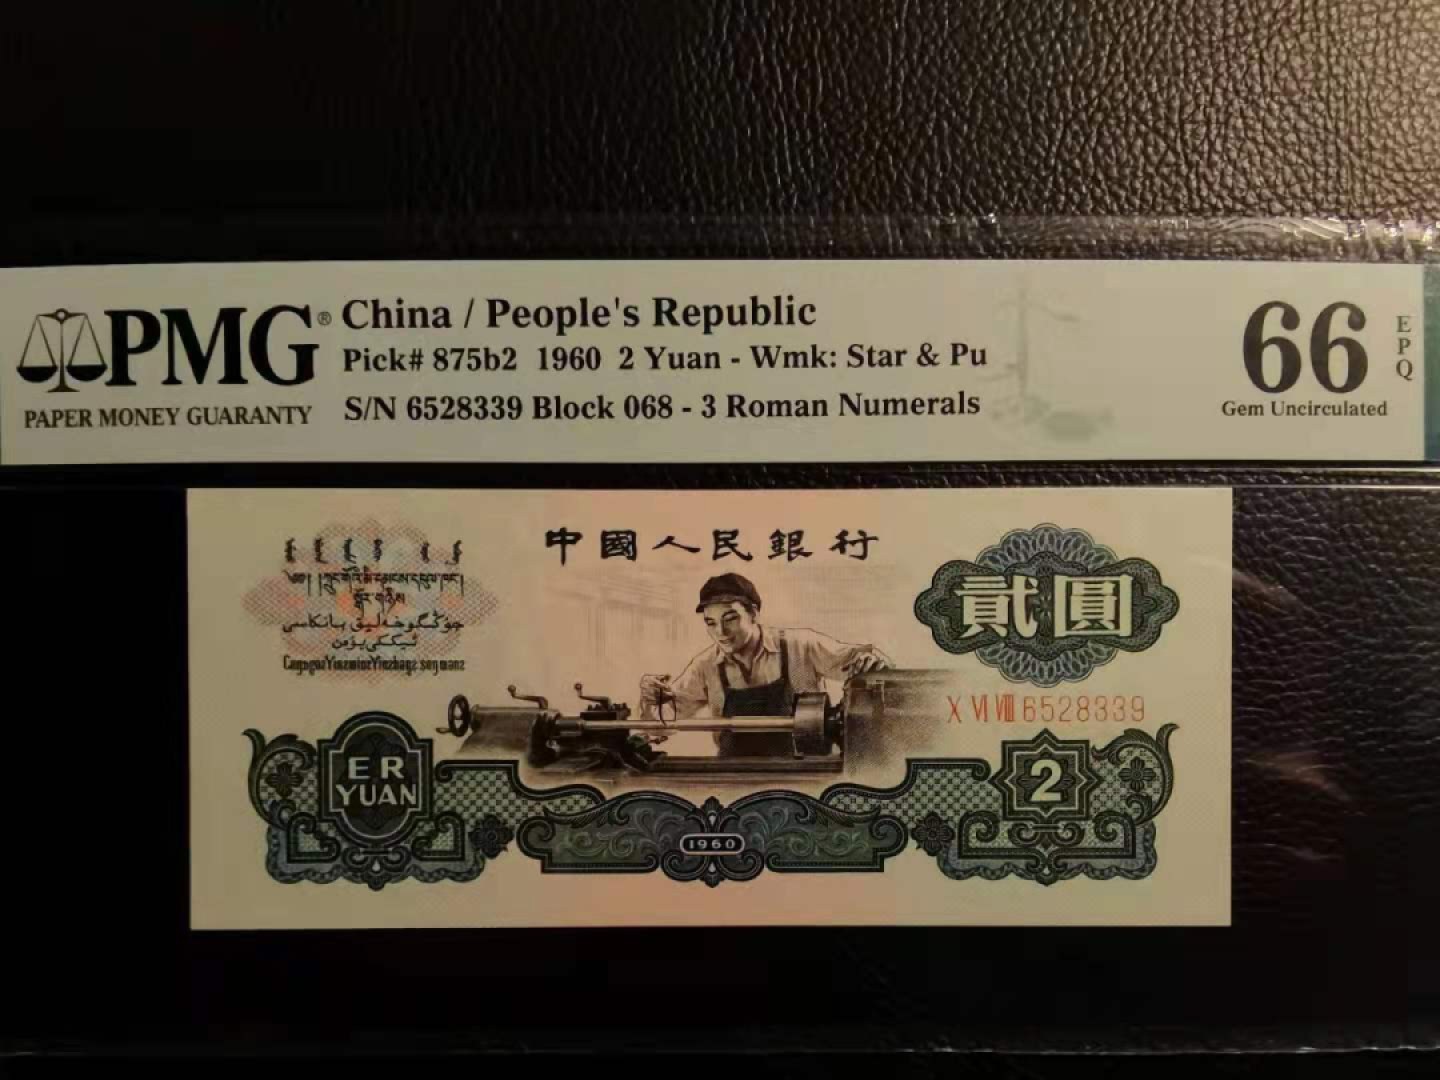 PMG®
PAPER MONEY GUARANTY
China / People's Republic
Pick# 875b2 1960 2 Yuan - Wmk: Star & Pu
S/N 6528339 Block 068 - 3 Roman Numerals
66
EPQ
Gem Uncirculated
中國人民銀行
貳圓
X VI VIII 6528339
ER
YUAN
1960
2